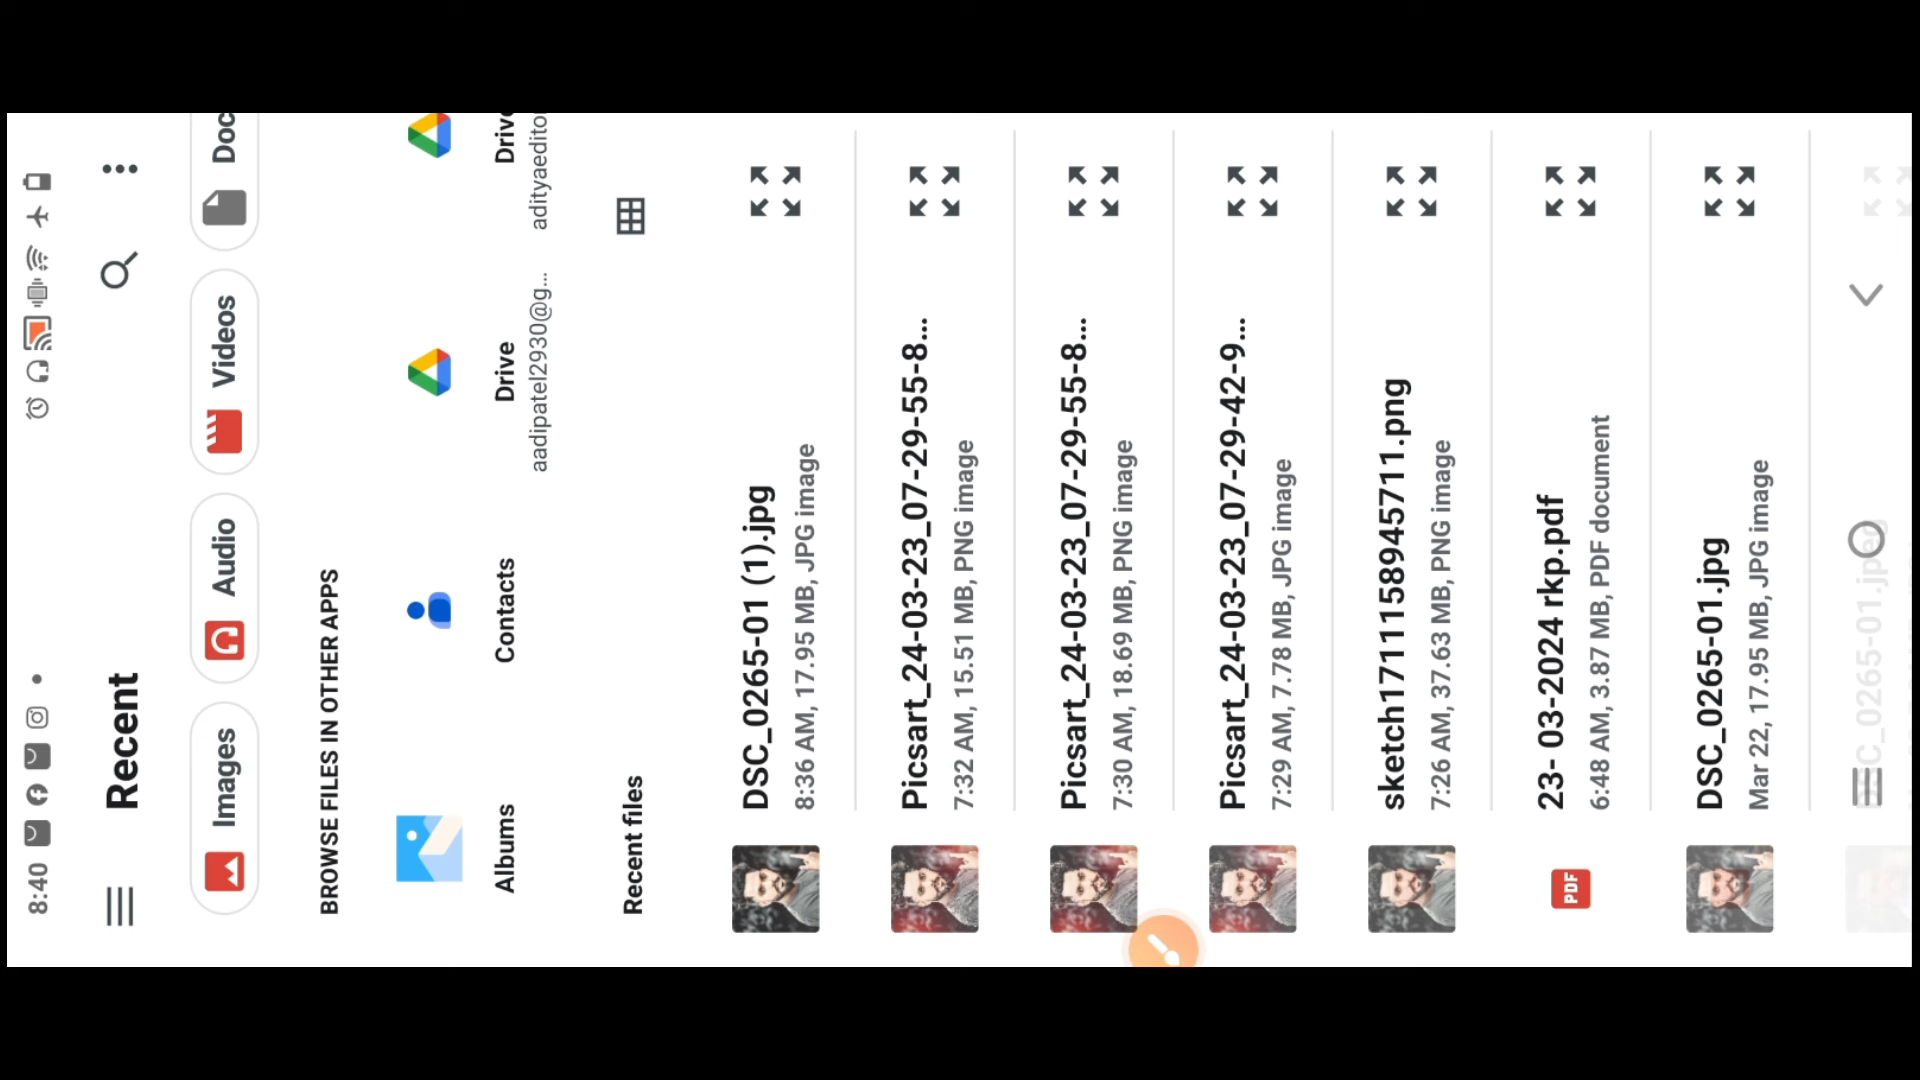 8:40
Recent
Images
Audio
Videos
Doc
BROWSE FILES IN OTHER APPS
Albums
Contacts
Drive
aadipatel2930@g...
Drive
adityaedito
Recent files
DSC_0265-01 (1).jpg
8:36 AM, 17.95 MB, JPG image
Picsart_24-03-23_07-29-55-8...
7:32 AM, 15.51 MB, PNG image
Picsart_24-03-23_07-29-55-8...
7:30 AM, 18.69 MB, PNG image
Picsart_24-03-23_07-29-42-9...
7:29 AM, 7.78 MB, JPG image
sketch1711158945711.png
7:26 AM, 37.63 MB, PNG image
PDF
23- 03-2024 rkp.pdf
6:48 AM, 3.87 MB, PDF document
DSC_0265-01.jpg
Mar 22, 17.95 MB, JPG image
DSC_0265-01.jpeg